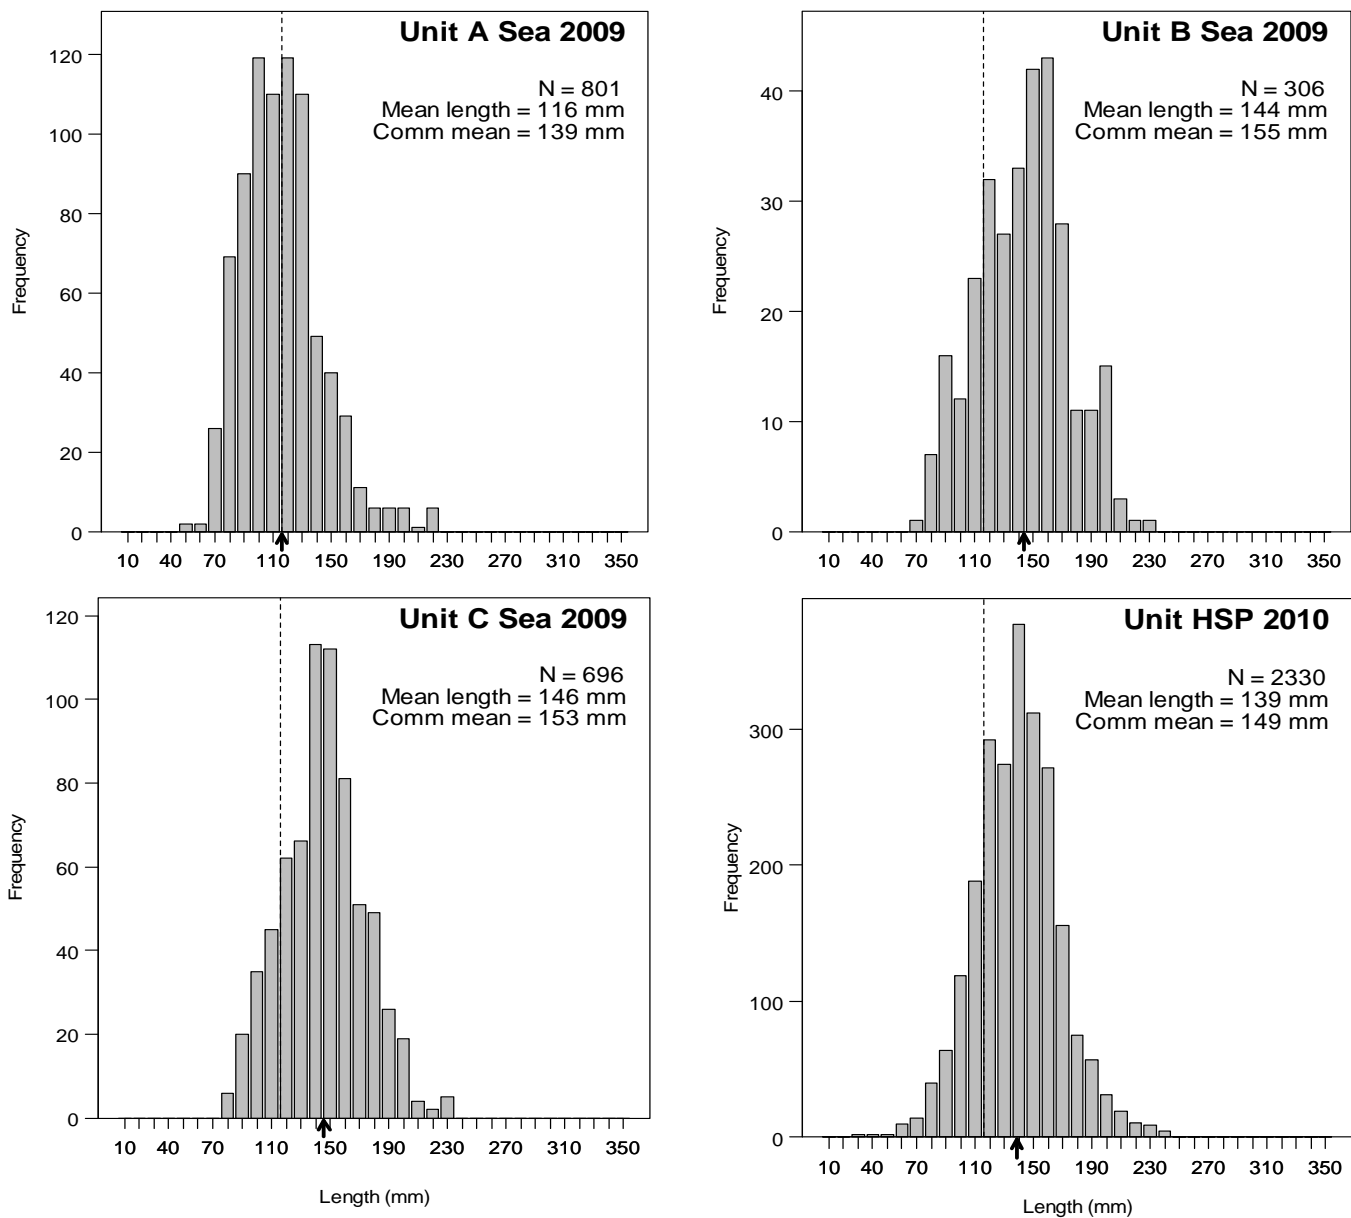 Unit A Sea 2009
N = 801
Mean length = 116 mm
Comm mean = 139 mm
Frequency
120
100
80
60
40
20
0
10 40 70 110 150 190 230 270 310 350
Unit B Sea 2009
N = 306
Mean length = 144 mm
Comm mean = 155 mm
Frequency
40
30
20
10
0
10 40 70 110 150 190 230 270 310 350
Unit C Sea 2009
N = 696
Mean length = 146 mm
Comm mean = 153 mm
Frequency
120
100
80
60
40
20
0
10 40 70 110 150 190 230 270 310 350
Length (mm)
Unit HSP 2010
N = 2330
Mean length = 139 mm
Comm mean = 149 mm
Frequency
300
200
100
0
10 40 70 110 150 190 230 270 310 350
Length (mm)